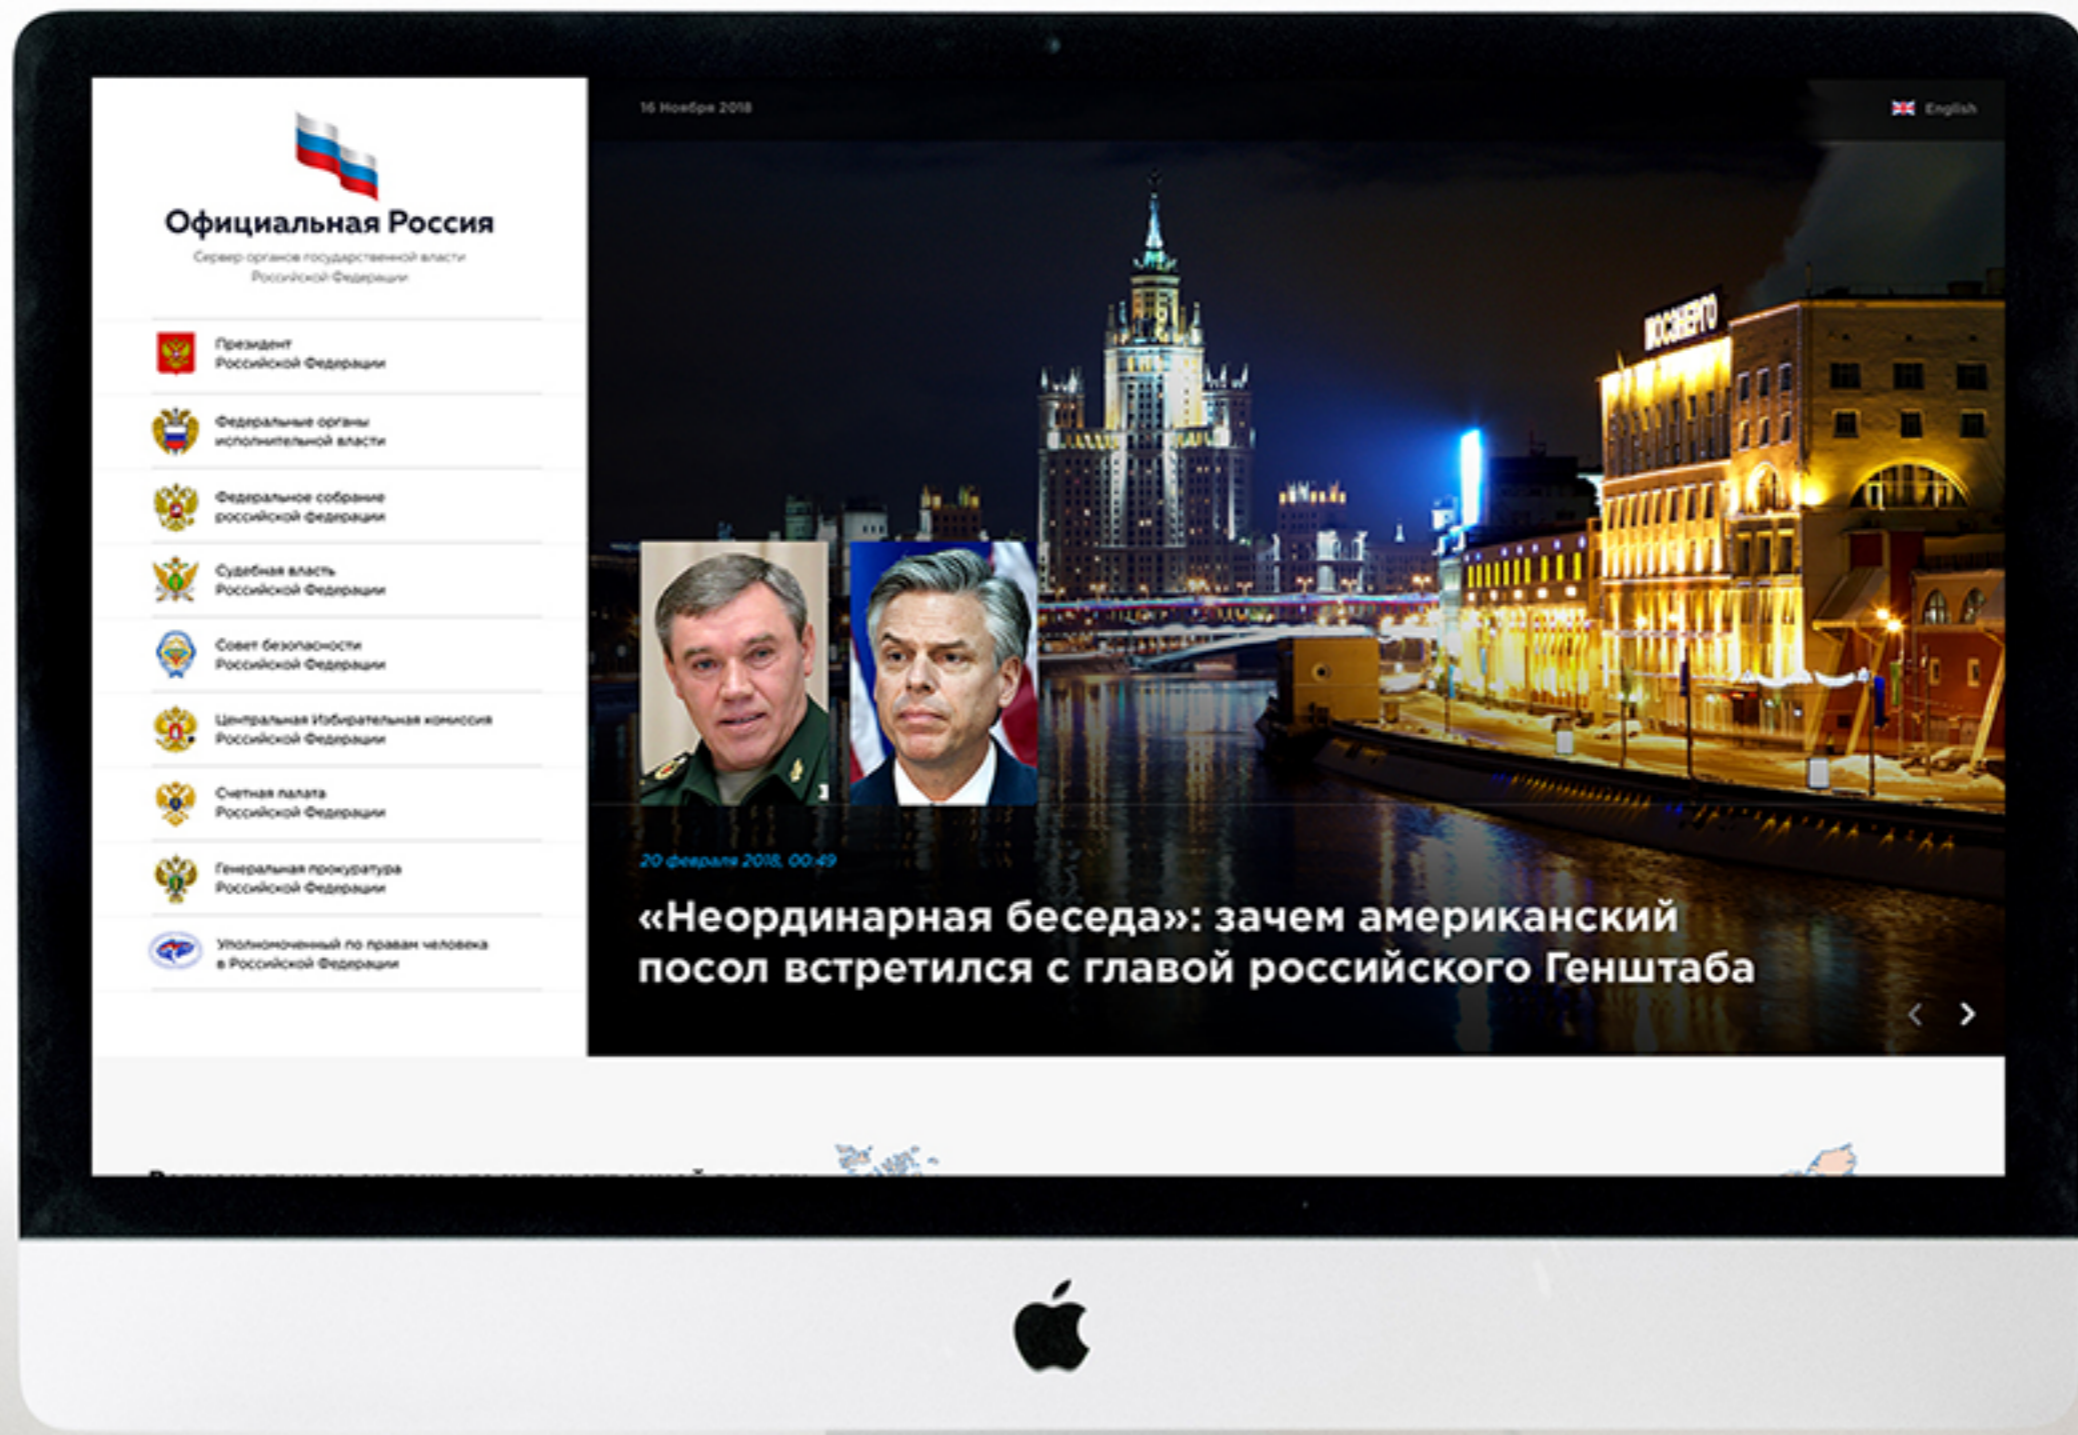 Официальная Россия
Сервер органов государственной власти
Российской Федерации
Президент
Российской Федерации
Федеральные органы
исполнительной власти
Федеральное собрание
российской федерации
Судебная власть
Российской Федерации
Совет безопасности
Российской Федерации
Центральная Избирательная комиссия
Российской Федерации
Счетная палата
Российской Федерации
Генеральная прокуратура
Российской Федерации
Уполномоченный по правам человека
в Российской Федерации
16 Ноября 2018
English
МОСЭНЕРГО
20 февраля 2018, 00:49
«Неординарная беседа»: зачем американский
посол встретился с главой российского Генштаба